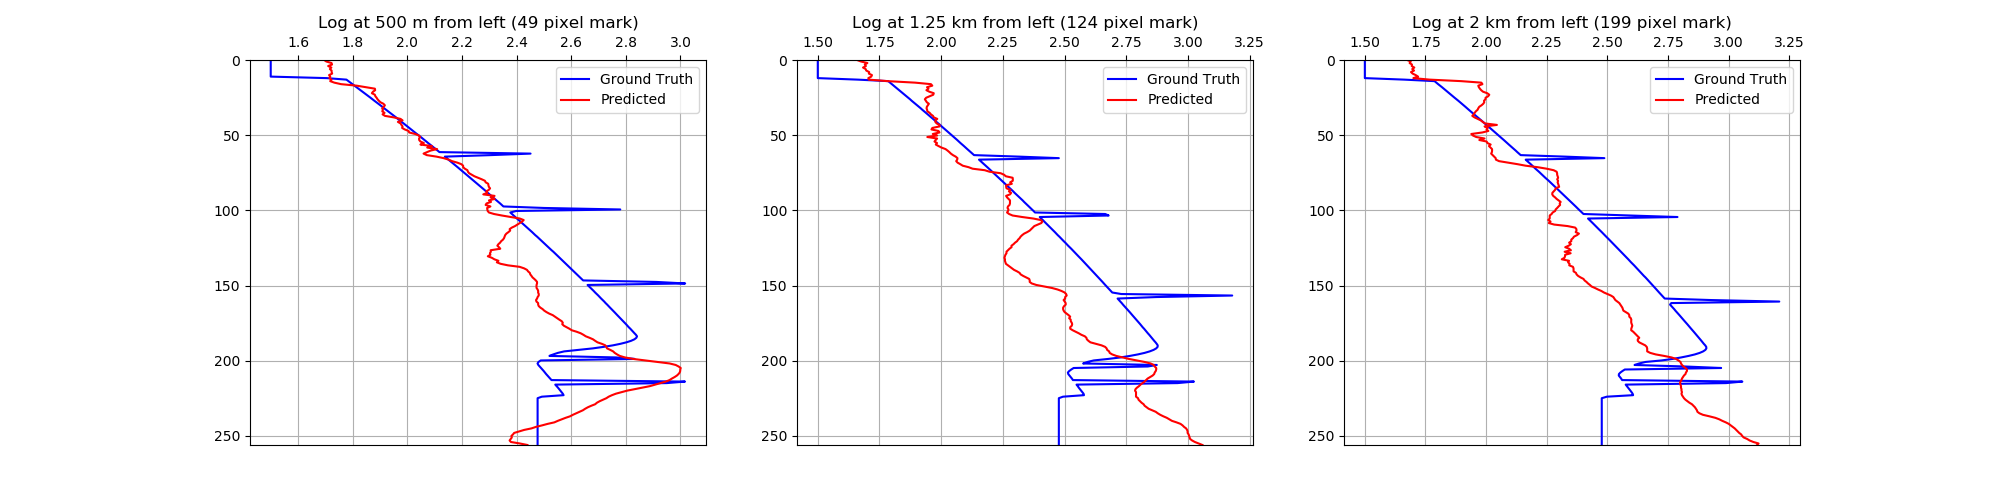 Log at 500 m from left (49 pixel mark)
1.6 1.8 2.0 2.2 2.4 2.6 2.8 3.0
0
50
100
150
200
250
Ground Truth
Predicted
Log at 1.25 km from left (124 pixel mark)
1.50 1.75 2.00 2.25 2.50 2.75 3.00 3.25
0
50
100
150
200
250
Ground Truth
Predicted
Log at 2 km from left (199 pixel mark)
1.50 1.75 2.00 2.25 2.50 2.75 3.00 3.25
0
50
100
150
200
250
Ground Truth
Predicted